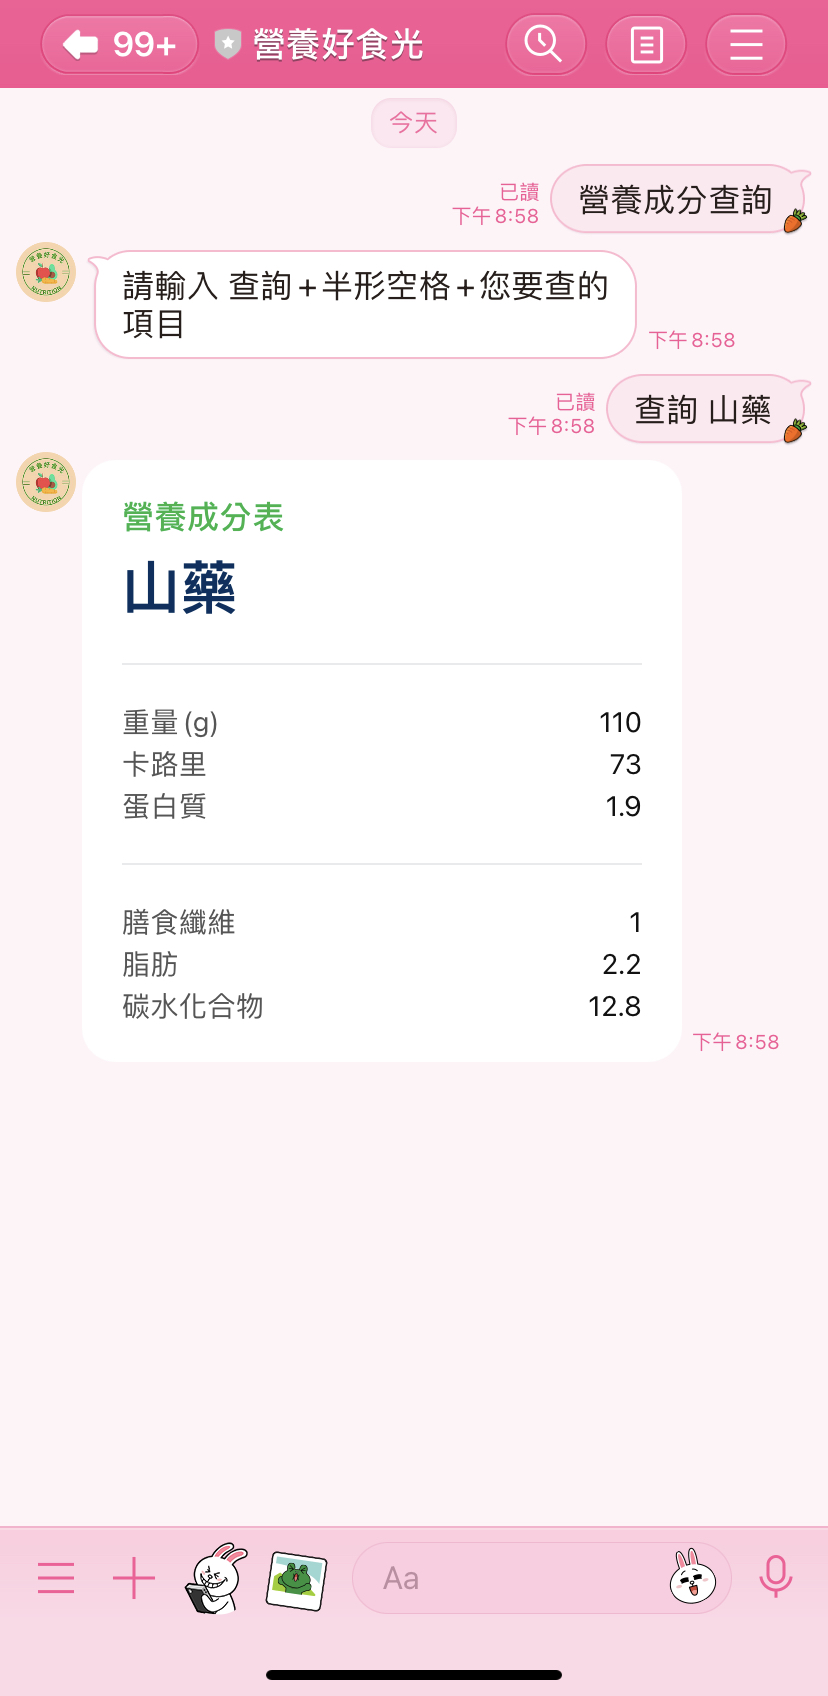 99+
營養好食光
今天
營養成分查詢
已讀
下午 8:58
請輸入 查詢+半形空格+您要查的
項目
下午 8:58
查詢 山藥
已讀
下午 8:58
營養成分表
山藥
重量 (g) 110
卡路里 73
蛋白質 1.9
膳食纖維 1
脂肪 2.2
碳水化合物 12.8
下午 8:58
Aa